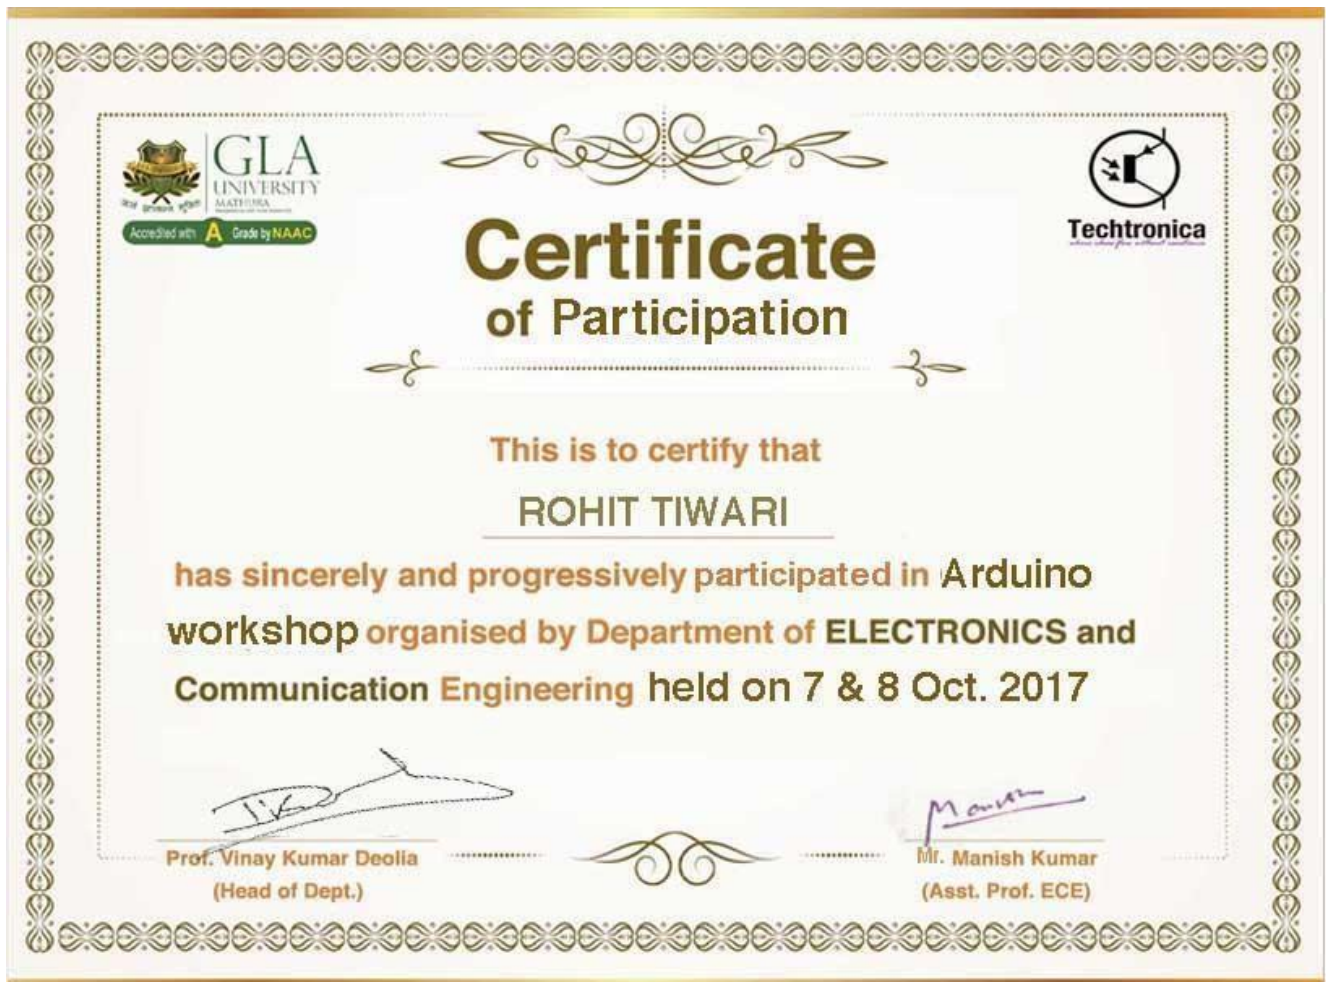 GLA
UNIVERSITY
MATHURA
Accredited with A Grade by NAAC
Techtronica
Certificate
of Participation
This is to certify that
ROHIT TIWARI
has sincerely and progressively participated in Arduino
workshop organised by Department of ELECTRONICS and
Communication Engineering held on 7 & 8 Oct. 2017
Prof. Vinay Kumar Deolia
(Head of Dept.)
Mr. Manish Kumar
(Asst. Prof. ECE)